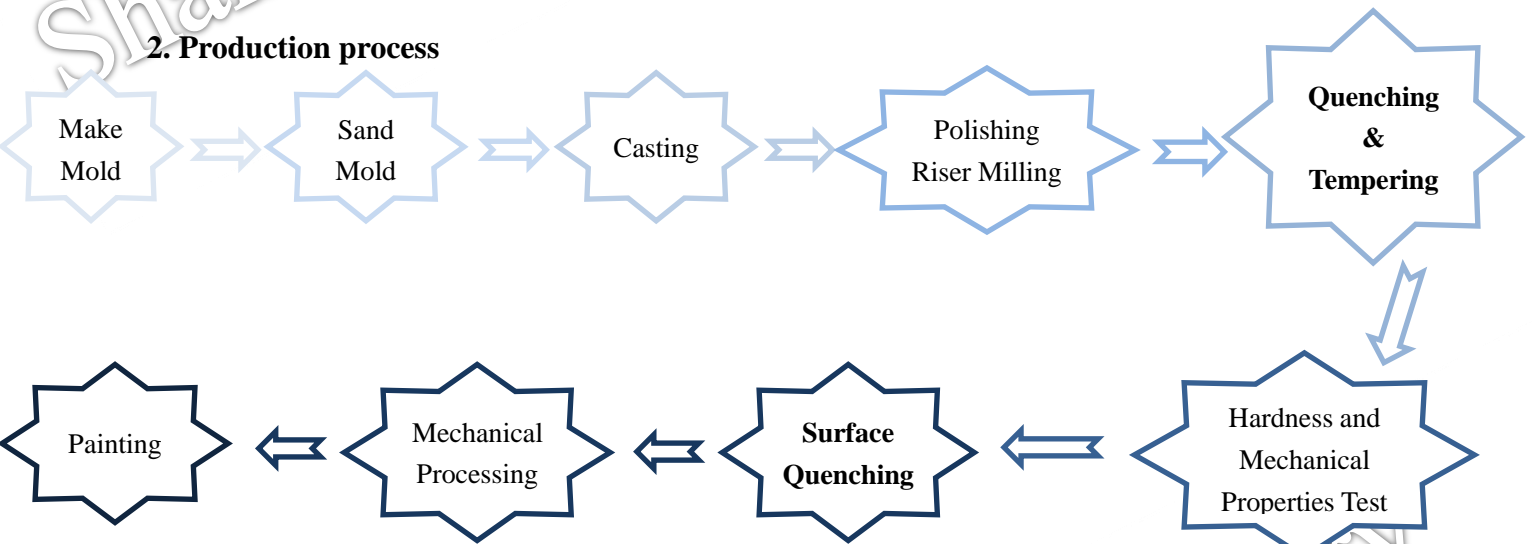 2. Production process
Make
Mold
Sand
Mold
Casting
Polishing
Riser Milling
Quenching
&
Tempering
Hardness and
Mechanical
Properties Test
Surface
Quenching
Mechanical
Processing
Painting